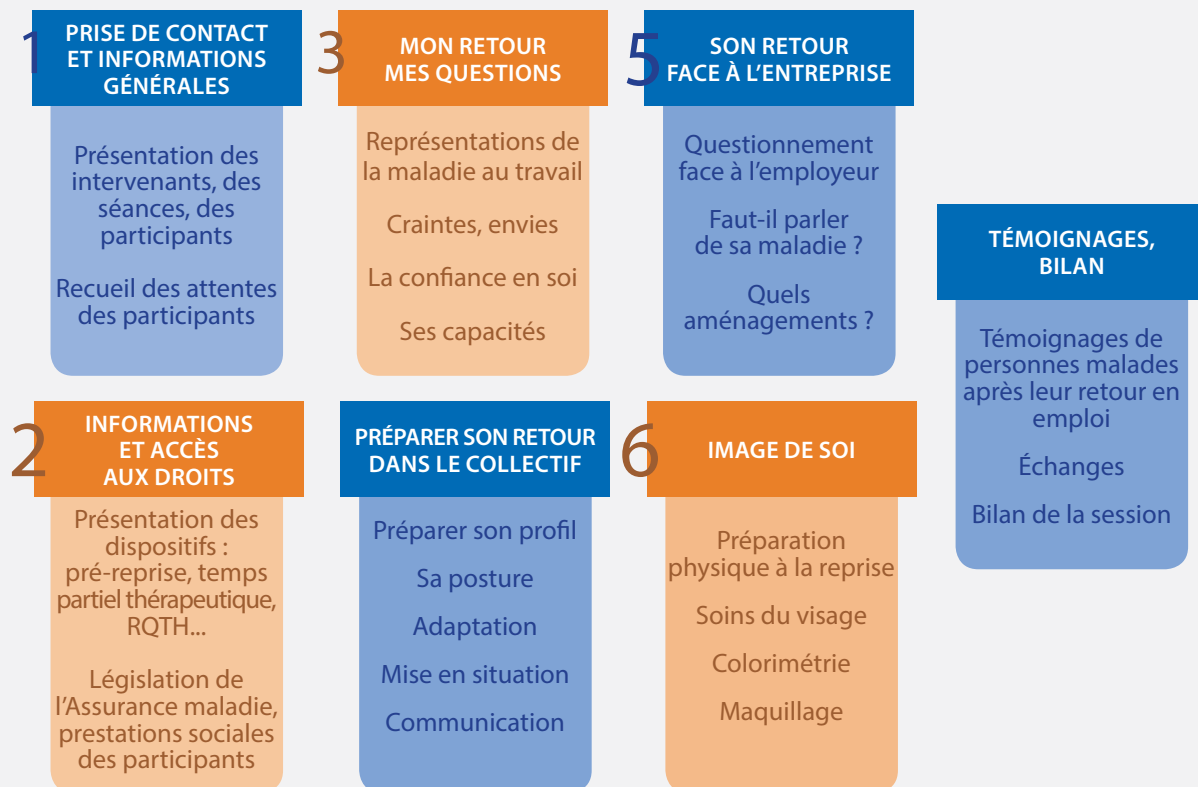 1
PRISE DE CONTACT
ET INFORMATIONS
GÉNÉRALES
Présentation des
intervenants, des
séances, des
participants
Recueil des attentes
des participants
2
INFORMATIONS
ET ACCÈS
AUX DROITS
Présentation des
dispositifs :
pré-reprise, temps
partiel thérapeutique,
RQTH...
Législation de
l’Assurance maladie,
prestations sociales
des participants
3
MON RETOUR
MES QUESTIONS
Représentations de
la maladie au travail
Craintes, envies
La confiance en soi
Ses capacités
PRÉPARER SON RETOUR
DANS LE COLLECTIF
Préparer son profil
Sa posture
Adaptation
Mise en situation
Communication
5
SON RETOUR
FACE À L’ENTREPRISE
Questionnement
face à l’employeur
Faut-il parler
de sa maladie ?
Quels
aménagements ?
6
IMAGE DE SOI
Préparation
physique à la reprise
Soins du visage
Colorimétrie
Maquillage
TÉMOIGNAGES,
BILAN
Témoignages de
personnes malades
après leur retour en
emploi
Échanges
Bilan de la session